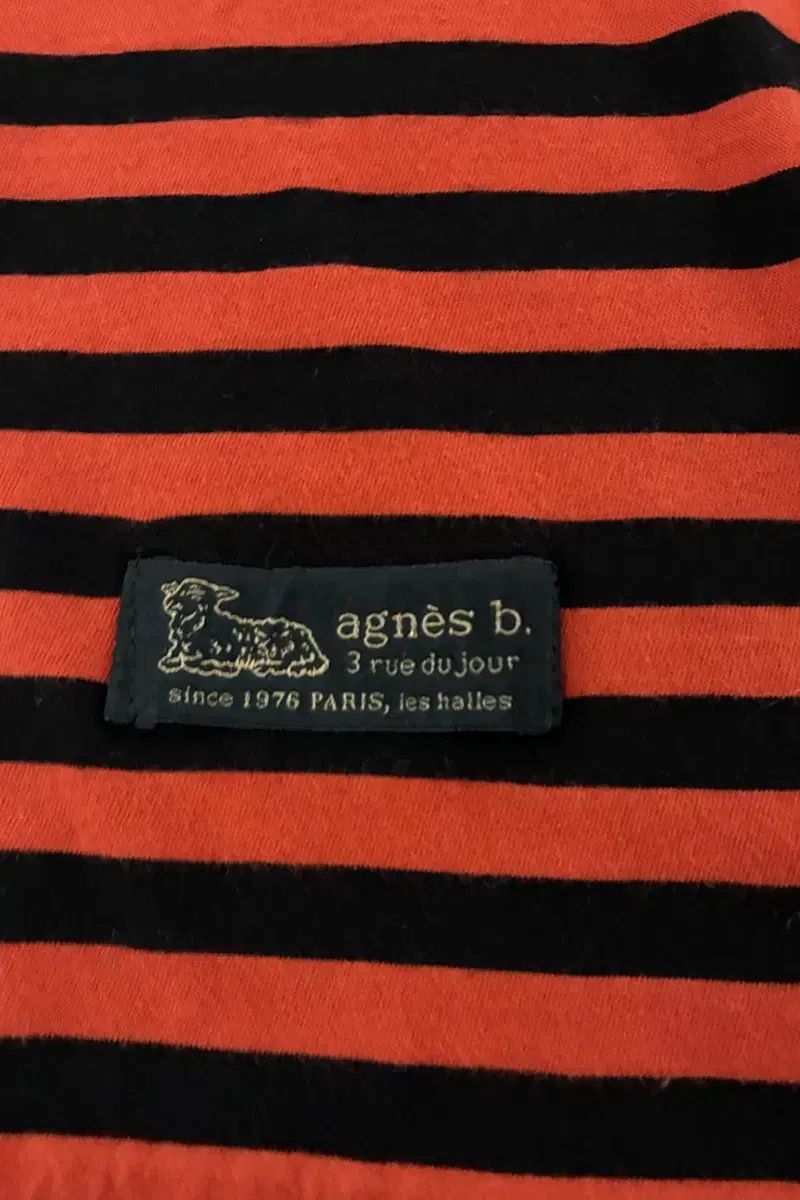 agnès b.
3 rue du jour
since 1976 PARIS, les halles